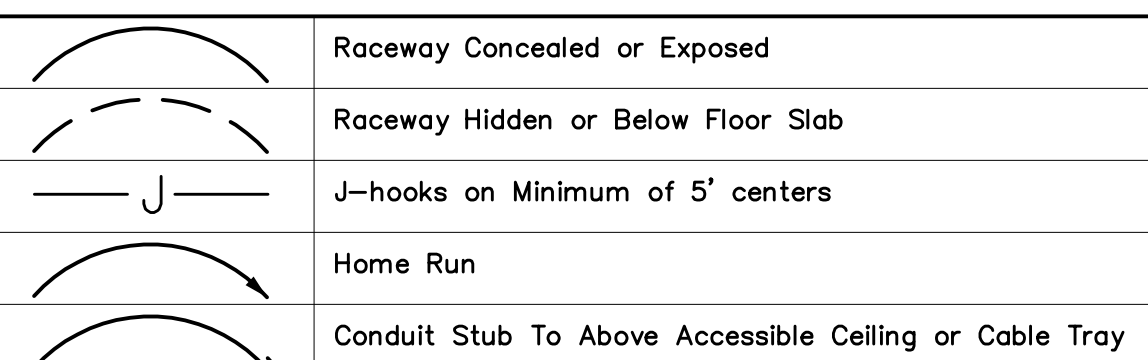 Raceway Concealed or Exposed
Raceway Hidden or Below Floor Slab
J
J-hooks on Minimum of 5' centers
Home Run
Conduit Stub To Above Accessible Ceiling or Cable Tray